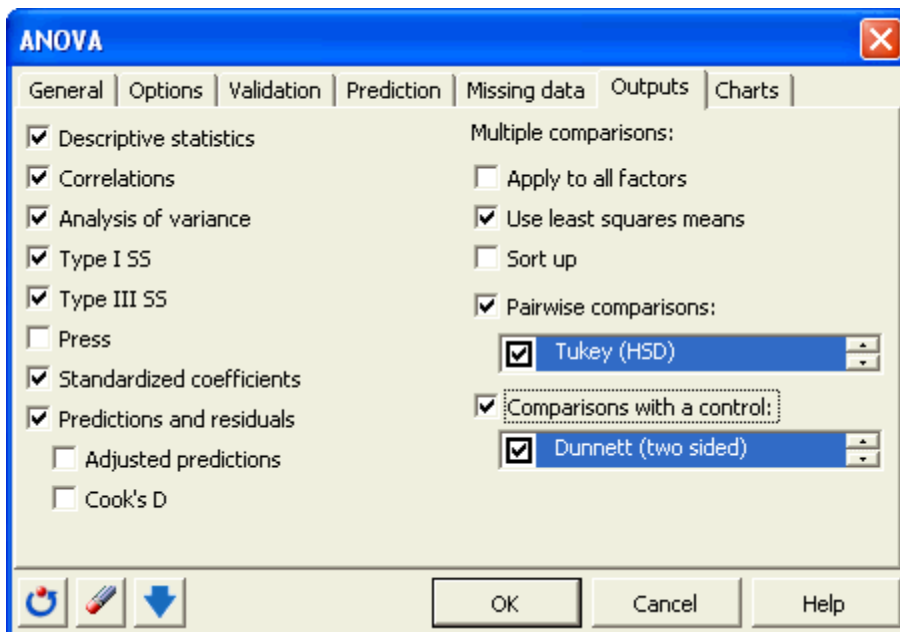 ANOVA
General
Options
Validation
Prediction
Missing data
Outputs
Charts
Descriptive statistics
Correlations
Analysis of variance
Type I SS
Type III SS
Press
Standardized coefficients
Predictions and residuals
Adjusted predictions
Cook's D
Multiple comparisons:
Apply to all factors
Use least squares means
Sort up
Pairwise comparisons:
Tukey (HSD)
Comparisons with a control:
Dunnett (two sided)
OK
Cancel
Help